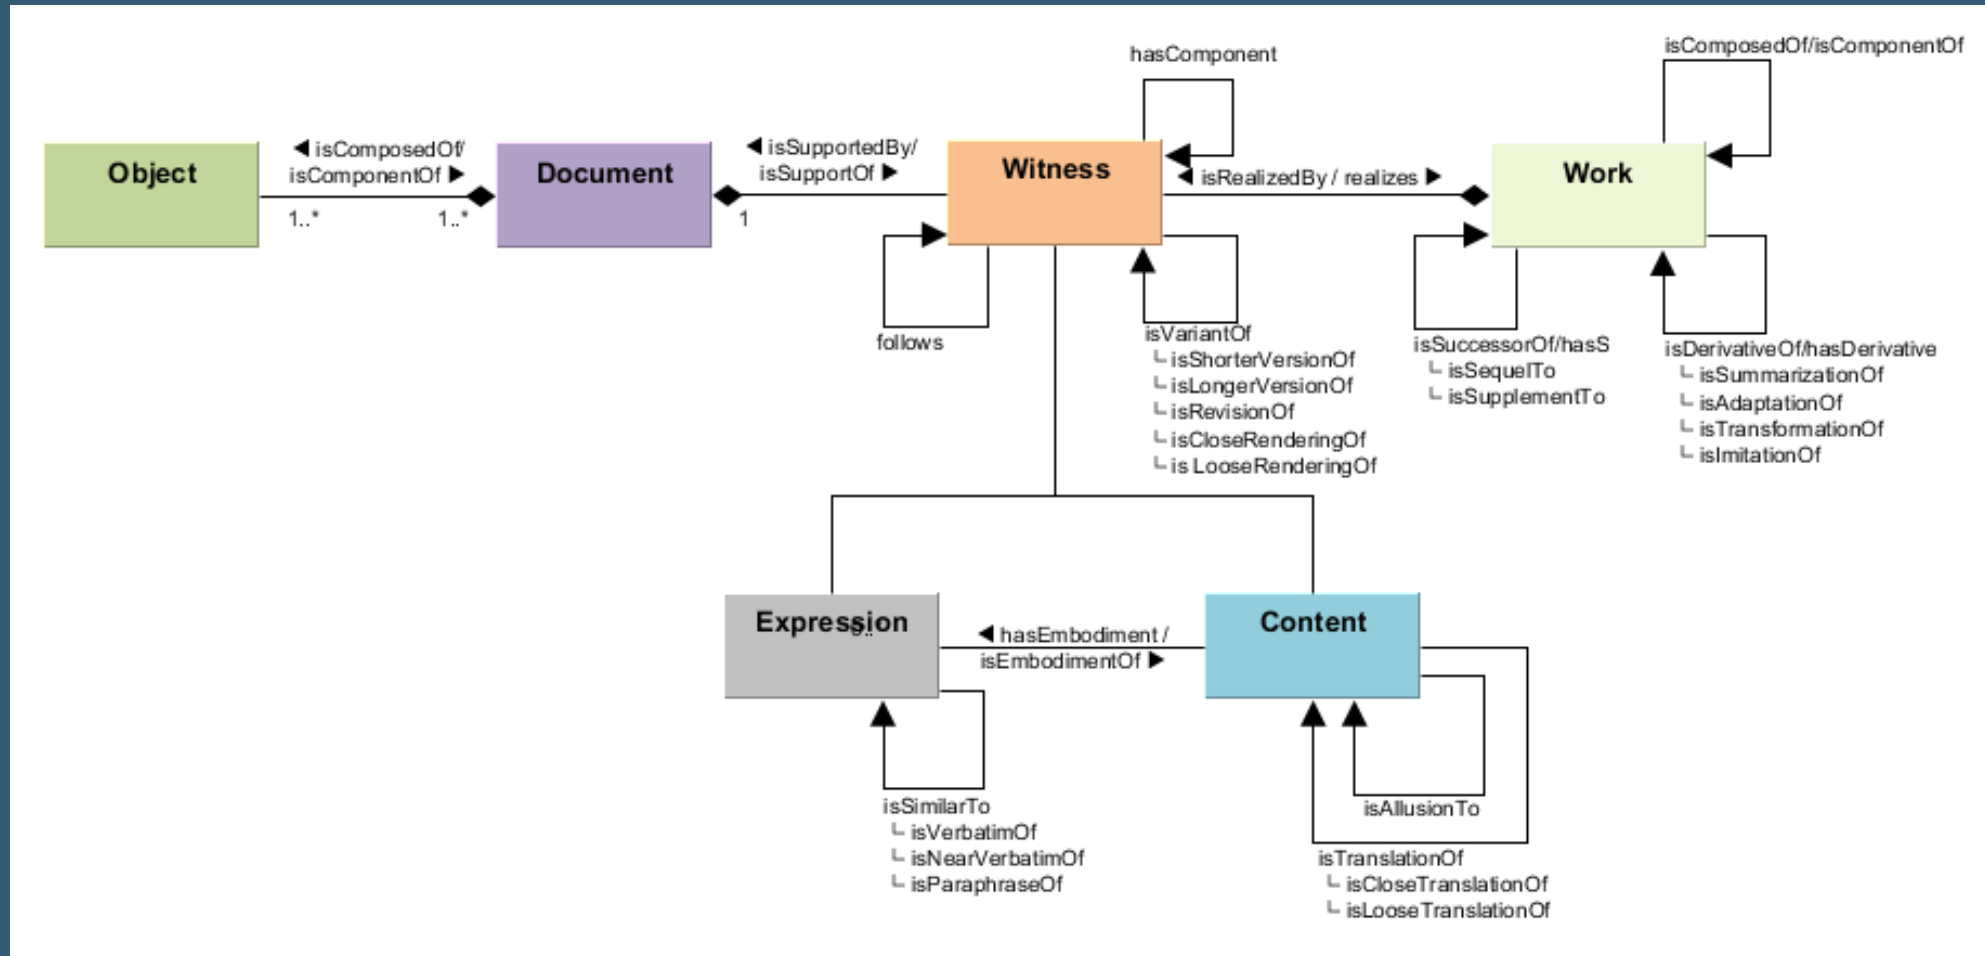 hasComponent
isComposedOf/isComponentOf
Object
◄ isComposedOf/
isComponentOf ►
1..*
1..*
Document
◄ isSupportedBy/
isSupportOf ►
1
Witness
◄ isRealizedBy / realizes ►
Work
follows
isVariantOf
└ isShorterVersionOf
└ isLongerVersionOf
└ isRevisionOf
└ isCloseRenderingOf
└ is LooseRenderingOf
isSuccessorOf/hasS
└ isSequelTo
└ isSupplementTo
isDerivativeOf/hasDerivative
└ isSummarizationOf
└ isAdaptationOf
└ isTransformationOf
└ isImitationOf
Expression
◄ hasEmbodiment /
isEmbodimentOf ►
Content
isSimilarTo
└ isVerbatimOf
└ isNearVerbatimOf
└ isParaphraseOf
isAllusionTo
isTranslationOf
└ isCloseTranslationOf
└ isLooseTranslationOf